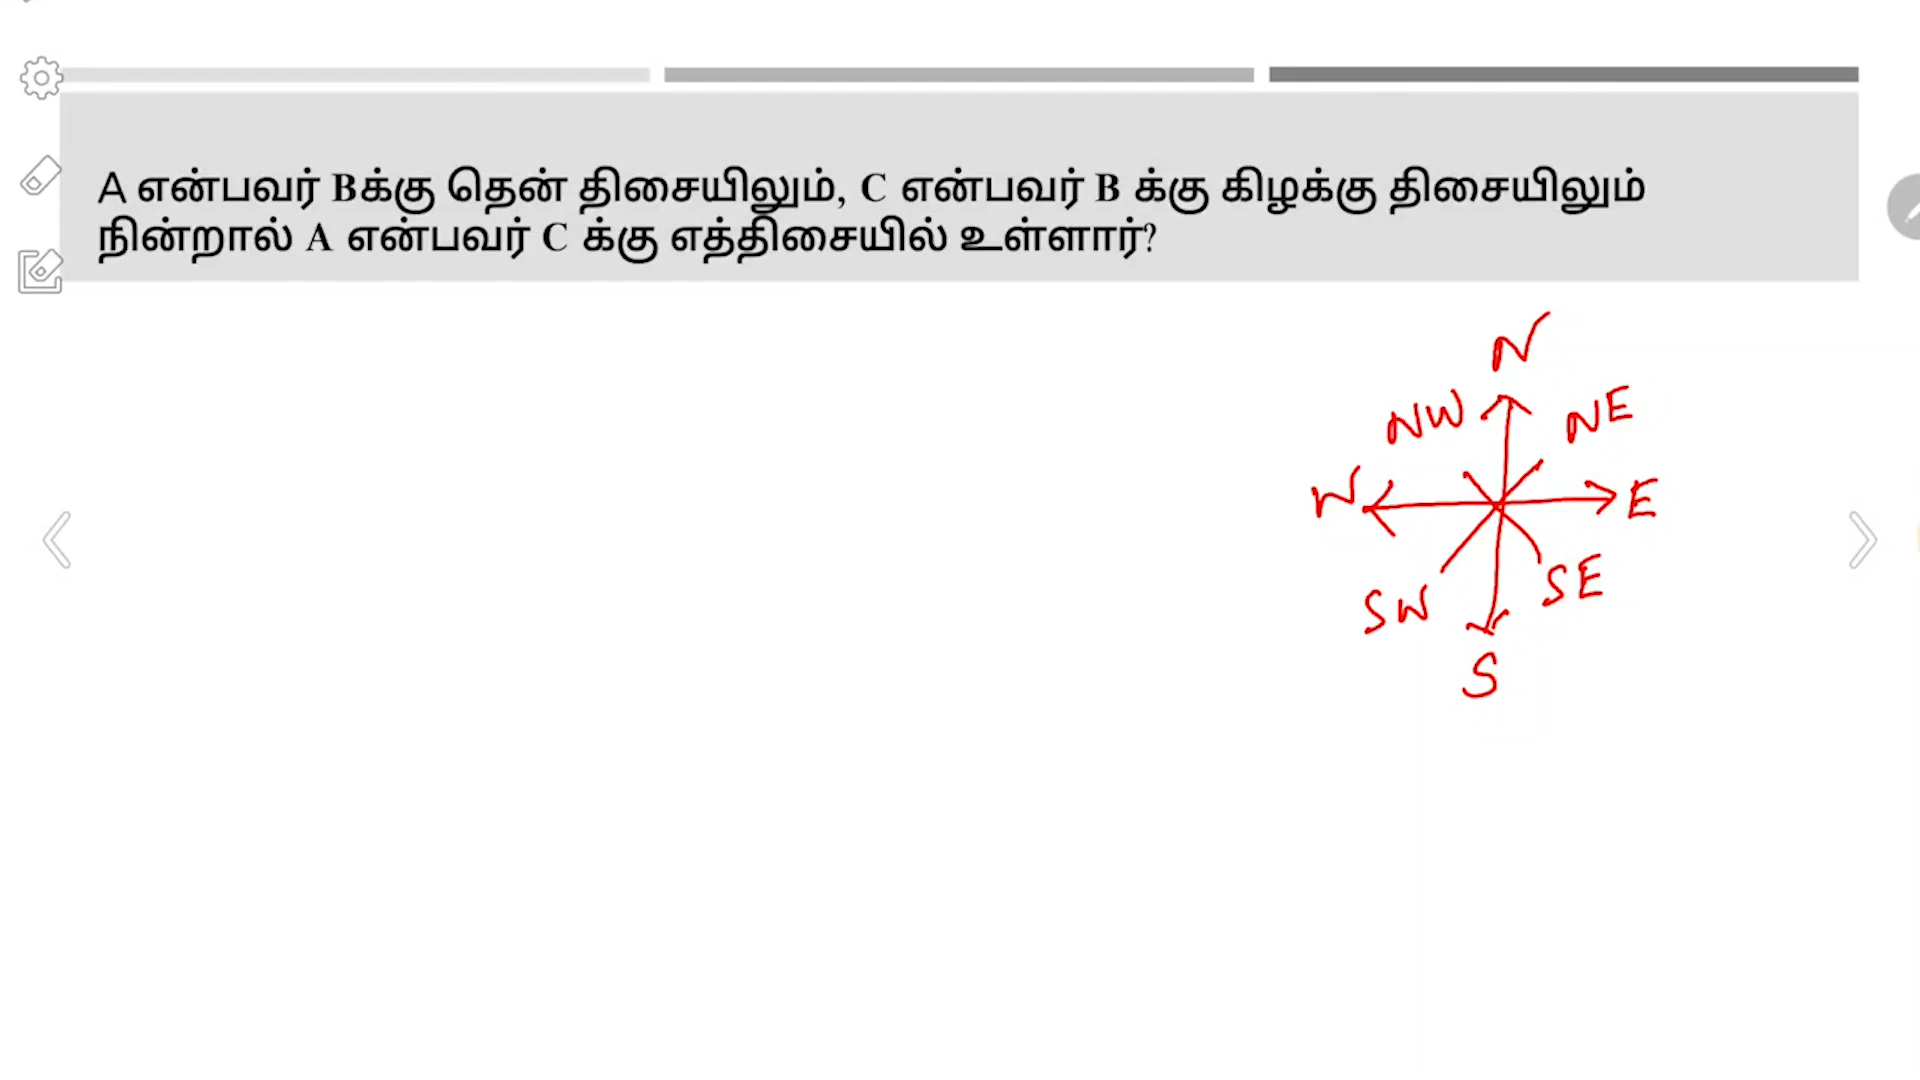 A என்பவர் Bக்கு தென் திசையிலும், C என்பவர் B க்கு கிழக்கு திசையிலும்
நின்றால் A என்பவர் C க்கு எத்திசையில் உள்ளார்?
N
NW NE
W E
SW SE
S